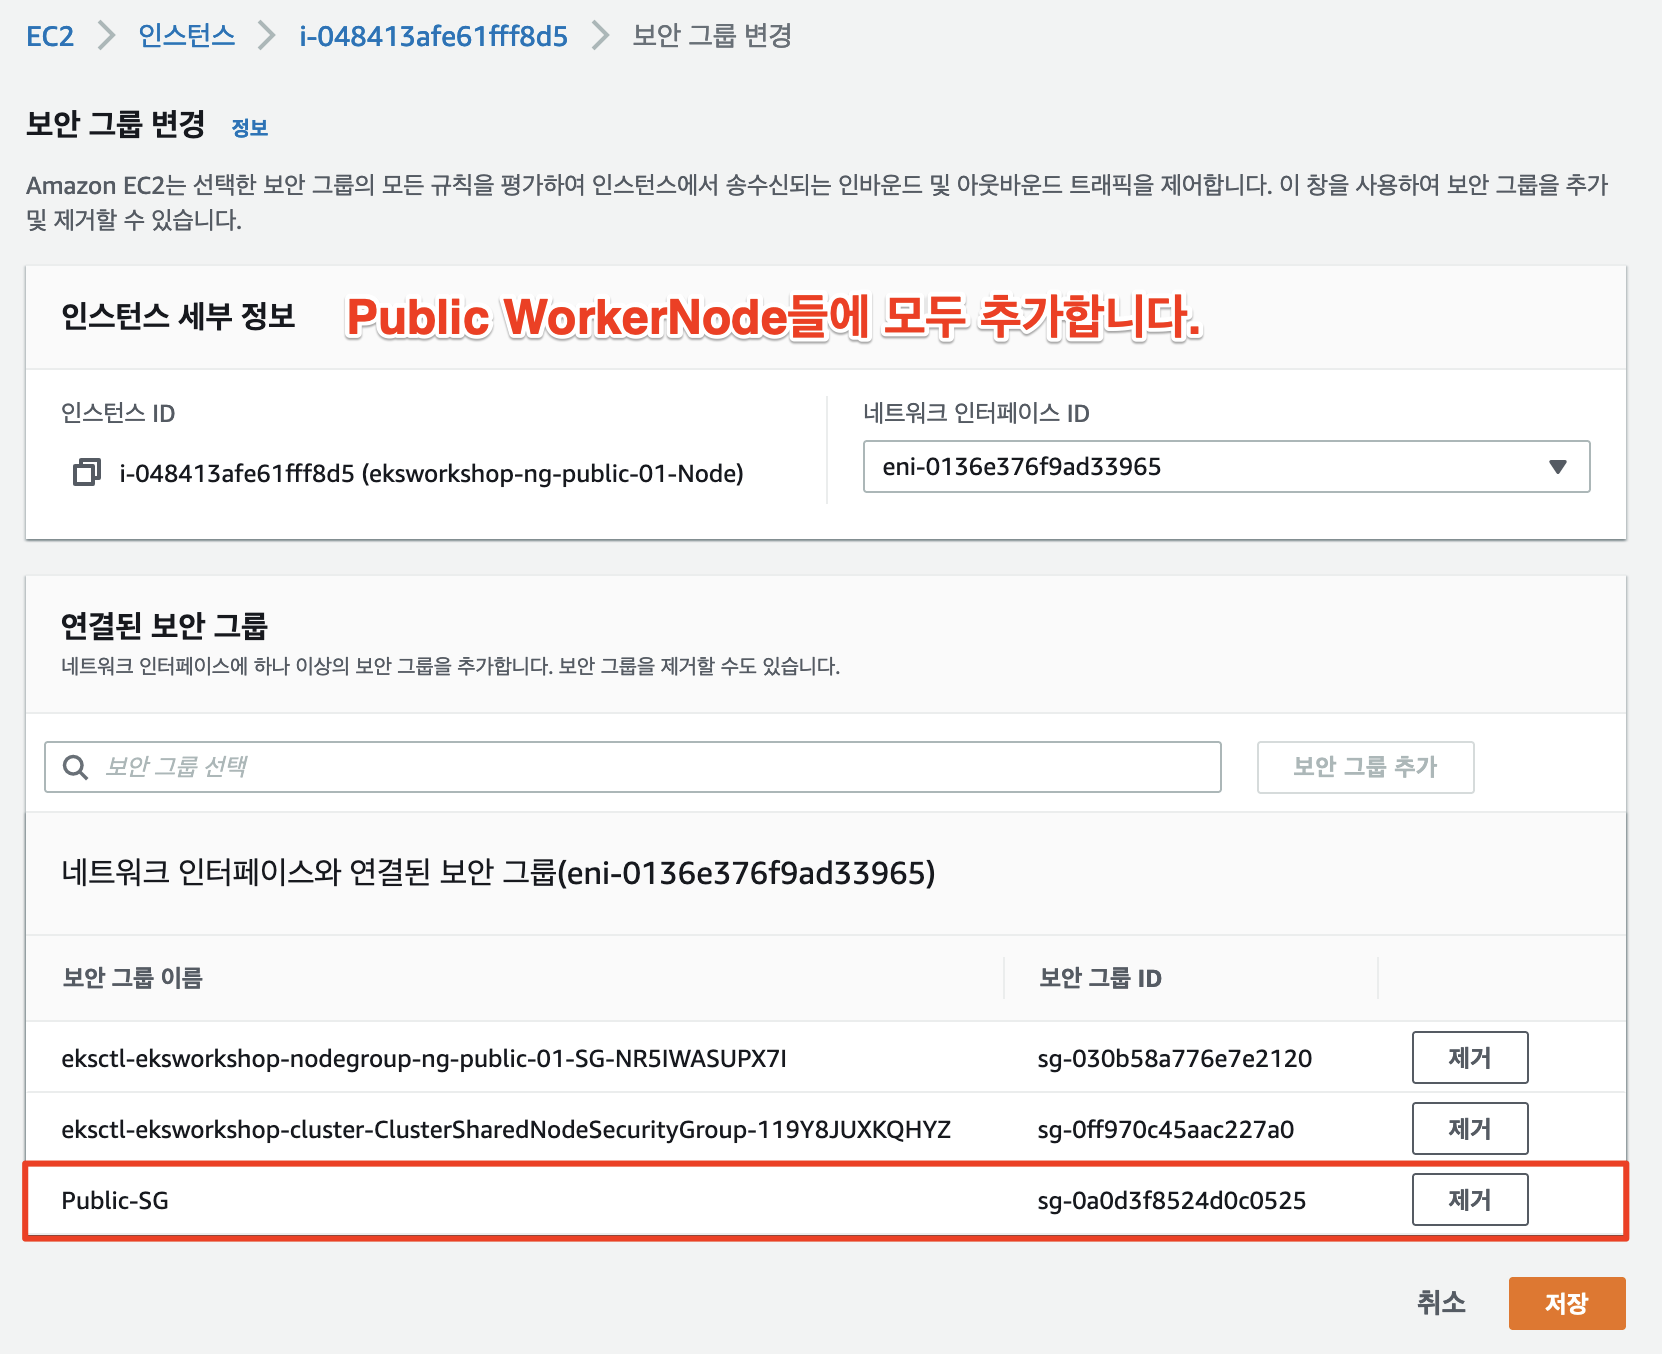 EC2 > 인스턴스 > i-048413afe61fff8d5 > 보안 그룹 변경
보안 그룹 변경 정보
Amazon EC2는 선택한 보안 그룹의 모든 규칙을 평가하여 인스턴스에서 송수신되는 인바운드 및 아웃바운드 트래픽을 제어합니다. 이 창을 사용하여 보안 그룹을 추가
및 제거할 수 있습니다.
인스턴스 세부 정보 Public WorkerNode들에 모두 추가합니다.
인스턴스 ID
i-048413afe61fff8d5 (eksworkshop-ng-public-01-Node)
네트워크 인터페이스 ID
eni-0136e376f9ad33965
연결된 보안 그룹
네트워크 인터페이스에 하나 이상의 보안 그룹을 추가합니다. 보안 그룹을 제거할 수도 있습니다.
보안 그룹 선택 보안 그룹 추가
네트워크 인터페이스와 연결된 보안 그룹(eni-0136e376f9ad33965)
보안 그룹 이름 보안 그룹 ID
eksctl-eksworkshop-nodegroup-ng-public-01-SG-NR5IWASUPX7I sg-030b58a776e7e2120 제거
eksctl-eksworkshop-cluster-ClusterSharedNodeSecurityGroup-119Y8JUXKQHYZ sg-0ff970c45aac227a0 제거
Public-SG sg-0a0d3f8524d0c0525 제거
취소 저장